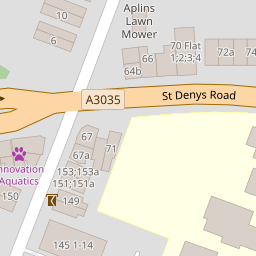 10
6
Aplins
Lawn
Mower
64b
66
70 Flat
1;2;3;4
72a
74
A3035
St Denys Road
67
67a
71
nnovation
Aquatics
153;153a
151;151a
149
150
145 1-14